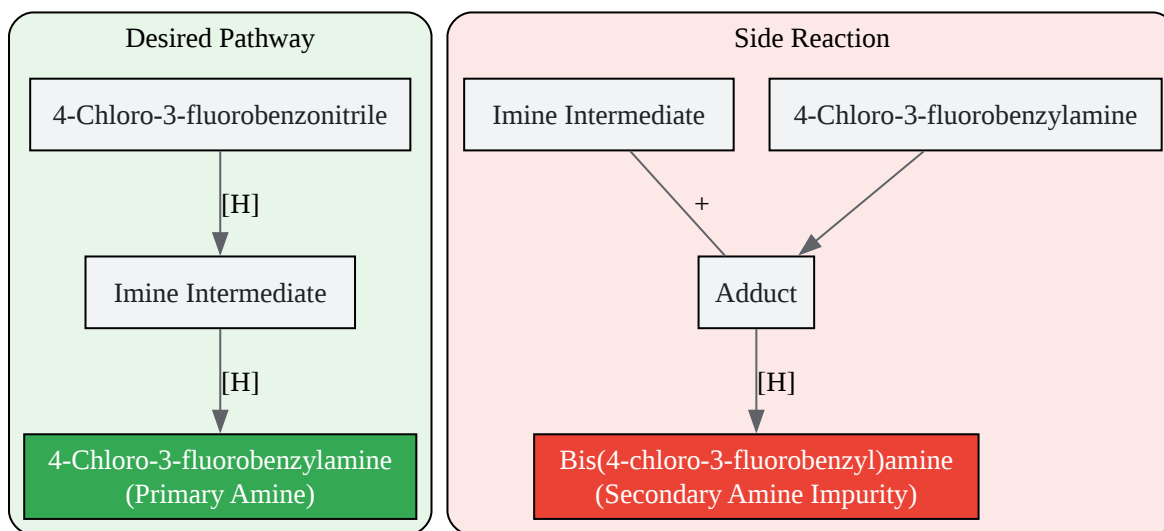 Desired Pathway
4-Chloro-3-fluorobenzonitrile
[H]
Imine Intermediate
[H]
4-Chloro-3-fluorobenzylamine
(Primary Amine)
Side Reaction
Imine Intermediate
4-Chloro-3-fluorobenzylamine
+
Adduct
[H]
Bis(4-chloro-3-fluorobenzyl)amine
(Secondary Amine Impurity)